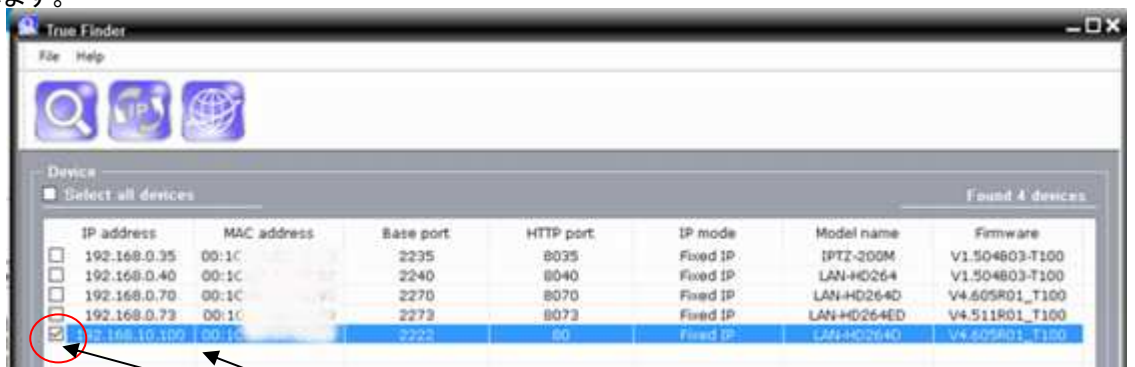 ます。
True Finder
File Help
IP
Device
Select all devices Found 4 devices
IP address MAC address Base port HTTP port IP mode Model name Firmware
192.168.0.35 00:1C 2235 8035 Fixed IP IPTZ-200M V1.504803-T100
192.168.0.40 00:1C 2240 8040 Fixed IP LAN-HD264 V1.504803-T100
192.168.0.70 00:1C 2270 8070 Fixed IP LAN-HD264D V4.605R01_T100
192.168.0.73 00:1C 2273 8073 Fixed IP LAN-HD264ED V4.511R01_T100
192.168.10.100 00:1C 2222 80 Fixed IP LAN-HD264D V4.605R01_T100